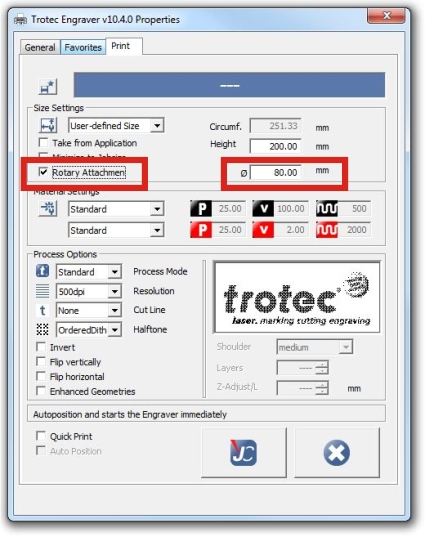 Trotec Engraver v10.4.0 Properties
General Favorites Print
---
Size Settings
User-defined Size Circumf. 251.33 mm
Take from Application Height 200.00 mm
Minimize to Jobsize
Rotary Attachment Ø 80.00 mm
Material Settings
Standard P 25.00 v 100.00 500
Standard P 25.00 v 2.00 2000
Process Options
t Standard Process Mode
500dpi Resolution
t None Cut Line
OrderedDith Halftone
trotec
laser. marking cutting engraving
Invert
Flip vertically
Flip horizontal
Enhanced Geometries
Shoulder medium
Layers ----
Z-Adjust/L ---- mm
Autoposition and starts the Engraver immediately
Quick Print
Auto Position
JC